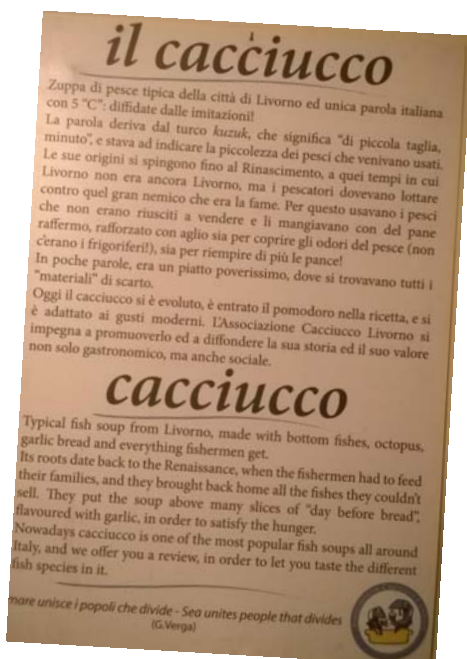 il cacciucco
Zuppa di pesce tipica della città di Livorno ed unica parola italiana
con 5 "C": diffidate dalle imitazioni!
La parola deriva dal turco kuzuk, che significa "di piccola taglia,
minuto", e stava ad indicare la piccolezza dei pesci che venivano usati.
Le sue origini si spingono fino al Rinascimento, a quei tempi in cui
Livorno non era ancora Livorno, ma i pescatori dovevano lottare
contro quel gran nemico che era la fame. Per questo usavano i pesci
che non erano riusciti a vendere e li mangiavano con del pane
raffermo, rafforzato con aglio sia per coprire gli odori del pesce (non
c'erano i frigoriferi!), sia per riempire di più le pance!
In poche parole, era un piatto poverissimo, dove si trovavano tutti i
"materiali" di scarto.
Oggi il cacciucco si è evoluto, è entrato il pomodoro nella ricetta, e si
è adattato ai gusti moderni. L'Associazione Cacciucco Livorno si
impegna a promuoverlo ed a diffondere la sua storia ed il suo valore
non solo gastronomico, ma anche sociale.
cacciucco
Typical fish soup from Livorno, made with bottom fishes, octopus,
garlic bread and everything fishermen get.
Its roots date back to the Renaissance, when the fishermen had to feed
their families, and they brought back home all the fishes they couldn't
sell. They put the soup above many slices of "day before bread",
flavoured with garlic, in order to satisfy the hunger.
Nowadays cacciucco is one of the most popular fish soups all around
Italy, and we offer you a review, in order to let you taste the different
fish species in it.
mare unisce i popoli che divide - Sea unites people that divides
(G.Verga)